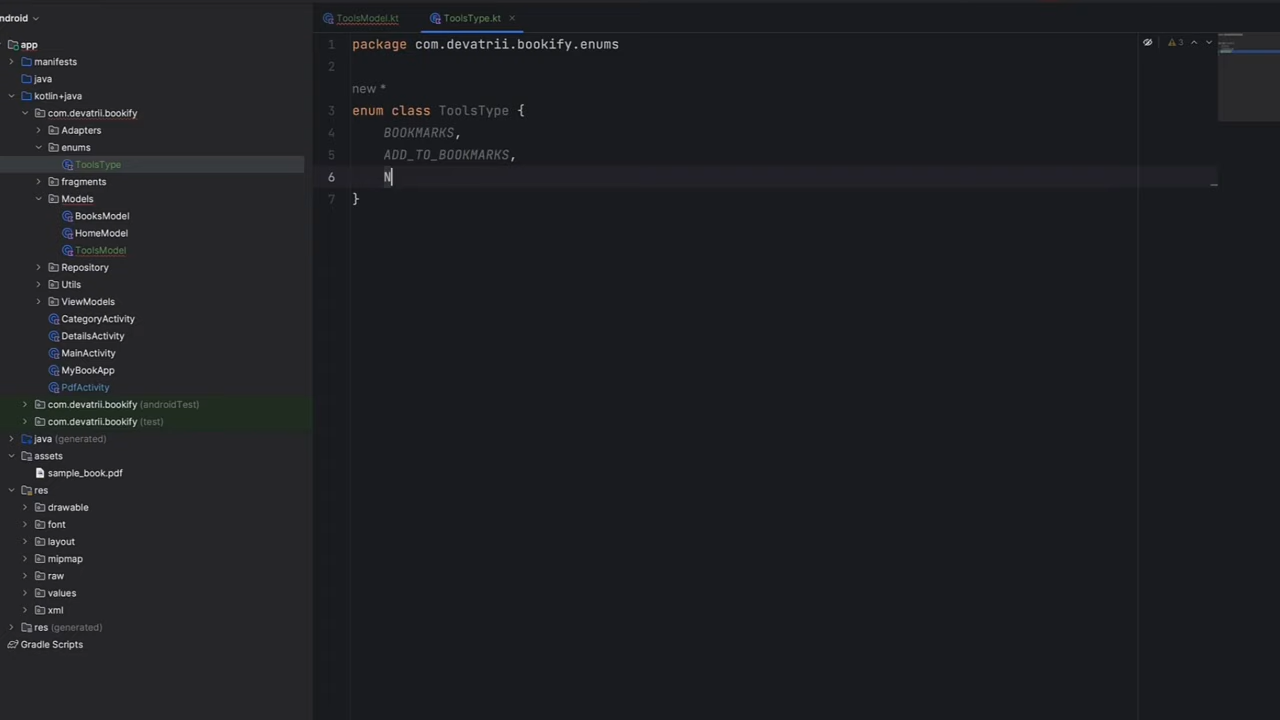 ndroid
app
manifests
java
kotlin+java
com.devatrii.bookify
Adapters
enums
ToolsType
fragments
Models
BooksModel
HomeModel
ToolsModel
Repository
Utils
ViewModels
CategoryActivity
DetailsActivity
MainActivity
MyBookApp
PdfActivity
com.devatrii.bookify (androidTest)
com.devatrii.bookify (test)
java (generated)
assets
sample_book.pdf
res
drawable
font
layout
mipmap
raw
values
xml
res (generated)
Gradle Scripts
ToolsModel.kt ToolsType.kt
1 package com.devatrii.bookify.enums
2
new *
3 enum class ToolsType {
4 BOOKMARKS,
5 ADD_TO_BOOKMARKS,
6 N
7 }
3